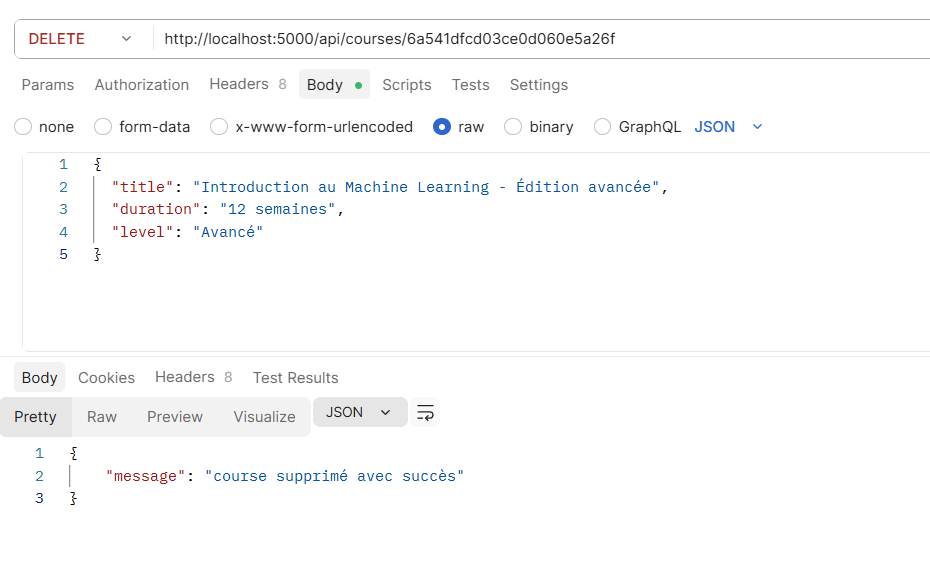 DELETE http://localhost:5000/api/courses/6a541dfcd03ce0d060e5a26f
Params Authorization Headers 8 Body Scripts Tests Settings
none form-data x-www-form-urlencoded raw binary GraphQL JSON
1 {
2 "title": "Introduction au Machine Learning - Édition avancée",
3 "duration": "12 semaines",
4 "level": "Avancé"
5 }
Body Cookies Headers 8 Test Results
Pretty Raw Preview Visualize JSON
1 {
2 "message": "course supprimé avec succès"
3 }